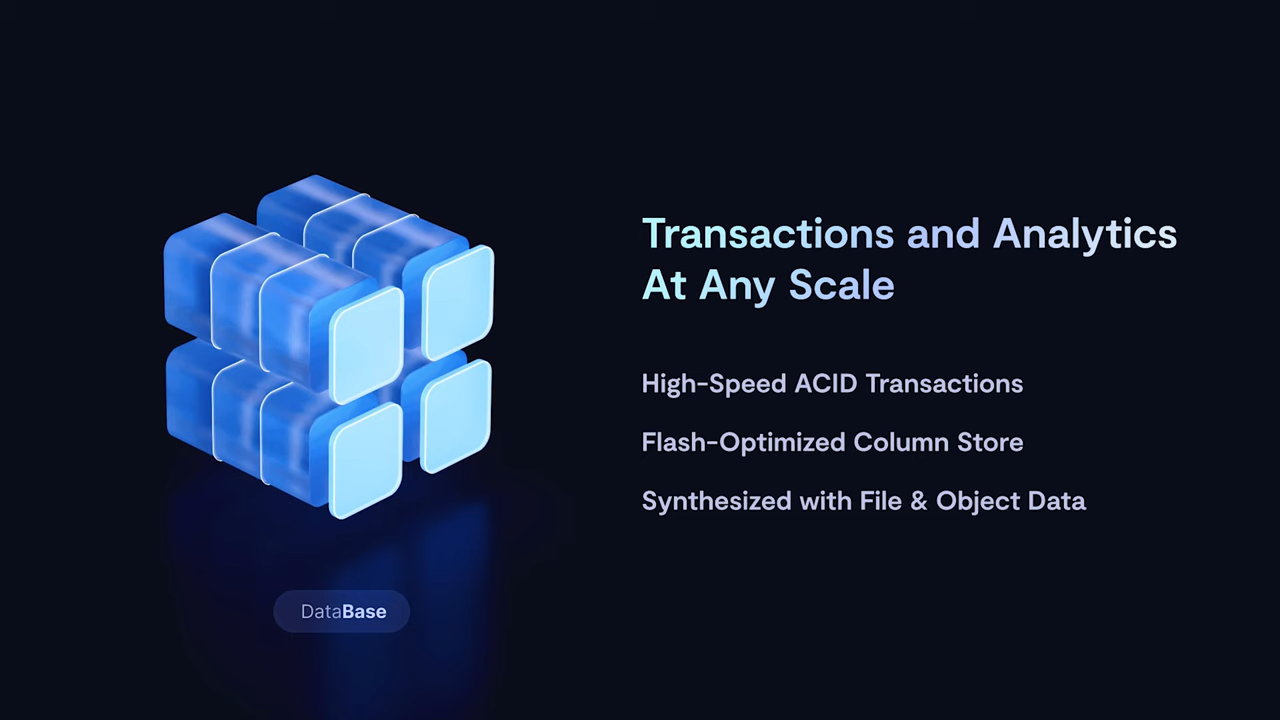 Transactions and Analytics
At Any Scale
High-Speed ACID Transactions
Flash-Optimized Column Store
Synthesized with File & Object Data
DataBase